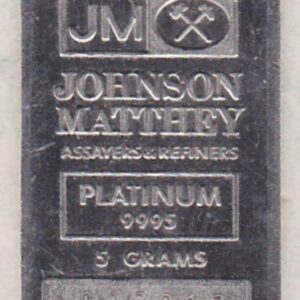 JM
JOHNSON
MATTHEY
ASSAYERS & REFINERS
PLATINUM
9995
5 GRAMS